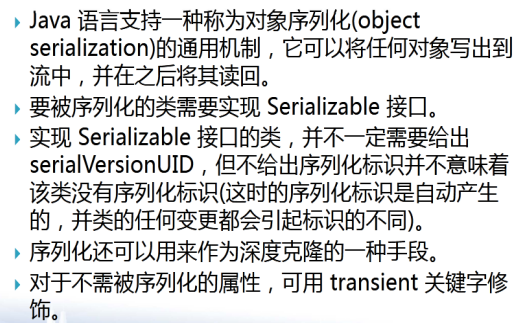 Java 语言支持一种称为对象序列化(object
serialization)的通用机制，它可以将任何对象写出到
流中，并在之后将其读回。
要被序列化的类需要实现 Serializable 接口。
实现 Serializable 接口的类，并不一定需要给出
serialVersionUID，但不给出序列化标识并不意味着
该类没有序列化标识(这时的序列化标识是自动产生
的，并类的任何变更都会引起标识的不同)。
序列化还可以用来作为深度克隆的一种手段。
对于不需被序列化的属性，可用 transient 关键字修
饰。